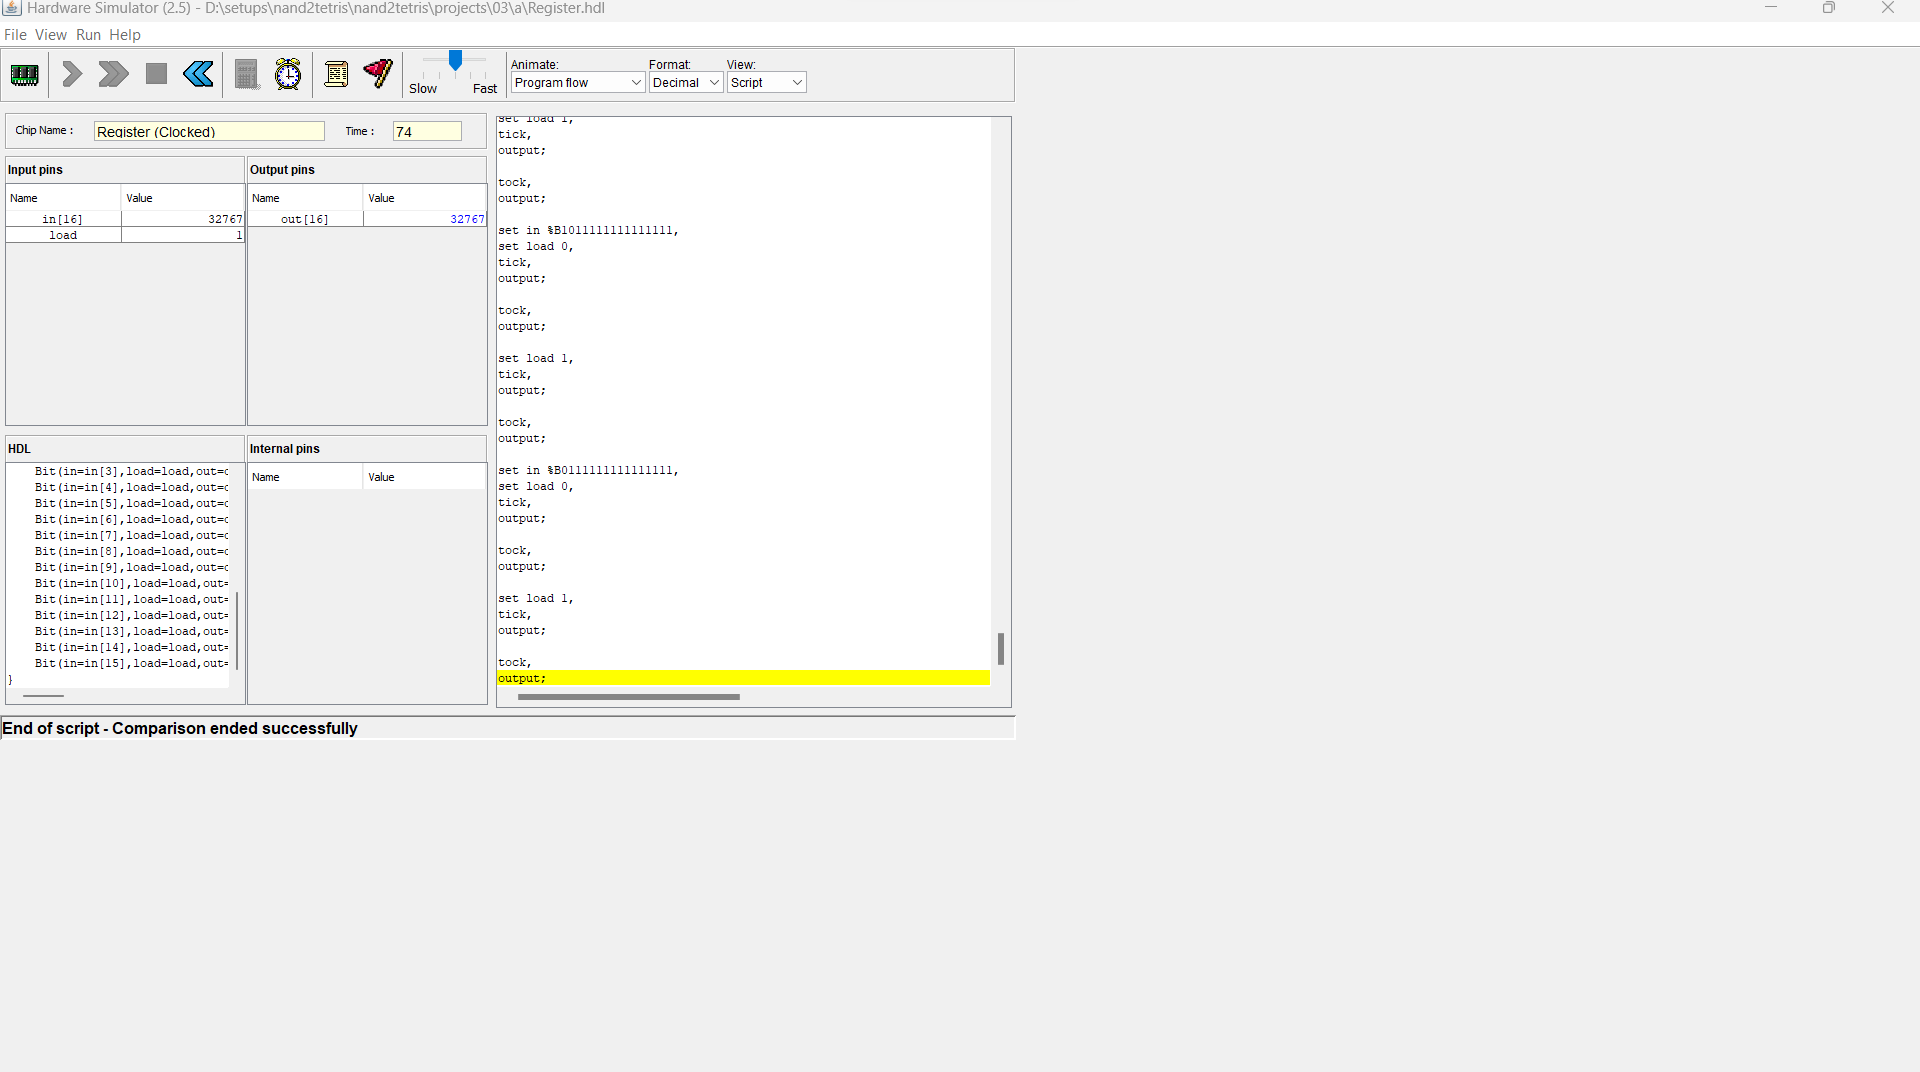 Hardware Simulator (2.5) - D:\setups\nand2tetris\nand2tetris\projects\03\a\Register.hdl
File View Run Help
Slow Fast
Animate: Format: View:
Program flow Decimal Script
Chip Name : Register (Clocked) Time : 74
Input pins
Name Value
in[16] 32767
load 1
Output pins
Name Value
out[16] 32767
HDL
Bit(in=in[3],load=load,out=
Bit(in=in[4],load=load,out=
Bit(in=in[5],load=load,out=
Bit(in=in[6],load=load,out=
Bit(in=in[7],load=load,out=
Bit(in=in[8],load=load,out=
Bit(in=in[9],load=load,out=
Bit(in=in[10],load=load,out=
Bit(in=in[11],load=load,out=
Bit(in=in[12],load=load,out=
Bit(in=in[13],load=load,out=
Bit(in=in[14],load=load,out=
Bit(in=in[15],load=load,out=
}
Internal pins
Name Value
set load 1,
tick,
output;
tock,
output;
set in %B1011111111111111,
set load 0,
tick,
output;
tock,
output;
set load 1,
tick,
output;
tock,
output;
set in %B0111111111111111,
set load 0,
tick,
output;
tock,
output;
set load 1,
tick,
output;
tock,
output;
End of script - Comparison ended successfully